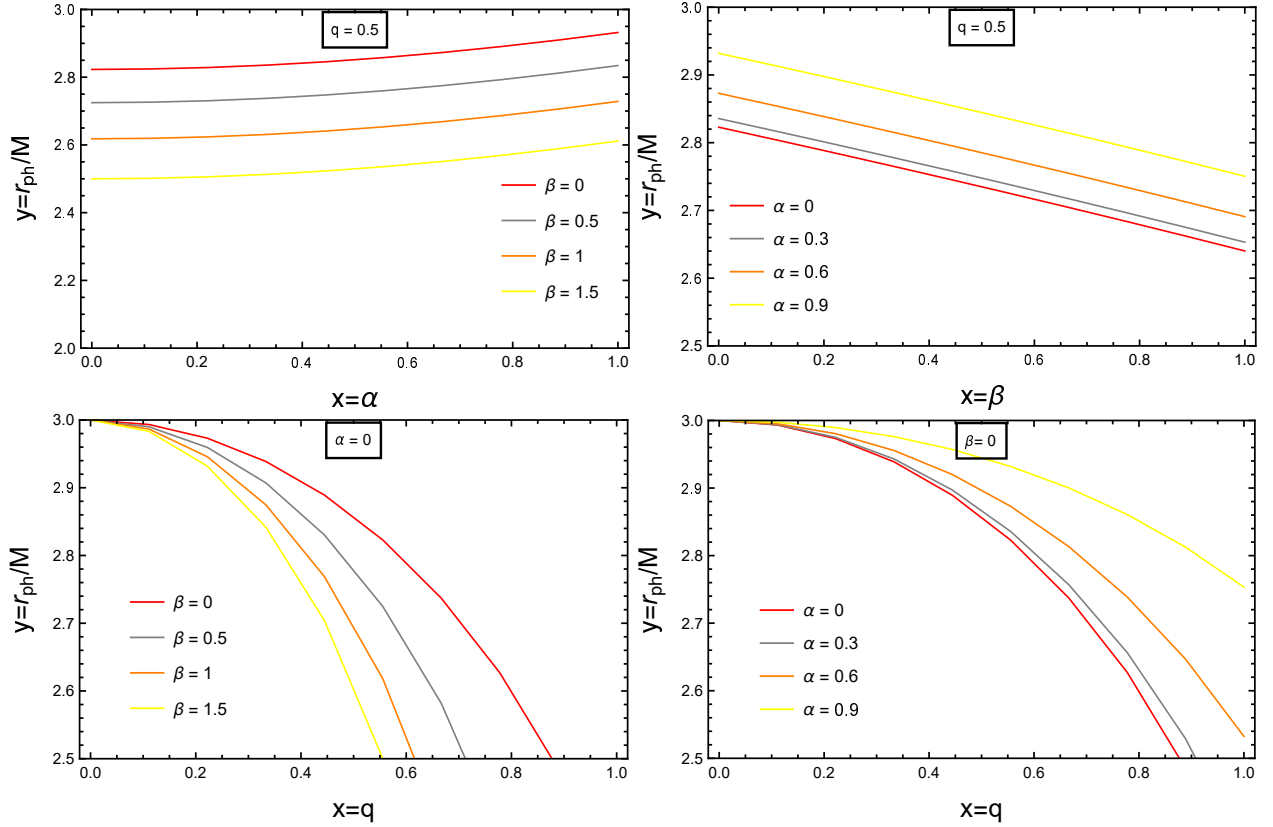 q = 0.5
y=r_ph/M
3.0
2.8
2.6
2.4
2.2
2.0
β = 0
β = 0.5
β = 1
β = 1.5
0.0 0.2 0.4 0.6 0.8 1.0
x=α
q = 0.5
y=r_ph/M
3.0
2.9
2.8
2.7
2.6
2.5
α = 0
α = 0.3
α = 0.6
α = 0.9
0.0 0.2 0.4 0.6 0.8 1.0
x=β
α = 0
y=r_ph/M
3.0
2.9
2.8
2.7
2.6
2.5
β = 0
β = 0.5
β = 1
β = 1.5
0.0 0.2 0.4 0.6 0.8 1.0
x=q
β= 0
y=r_ph/M
3.0
2.9
2.8
2.7
2.6
2.5
α = 0
α = 0.3
α = 0.6
α = 0.9
0.0 0.2 0.4 0.6 0.8 1.0
x=q